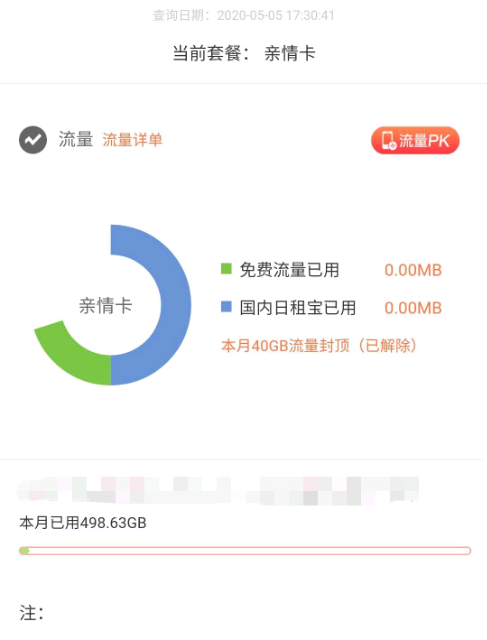 查询日期：2020-05-05 17:30:41
当前套餐： 亲情卡
流量 流量详单
流量PK
亲情卡
免费流量已用 0.00MB
国内日租宝已用 0.00MB
本月40GB流量封顶（已解除）
本月已用498.63GB
注：